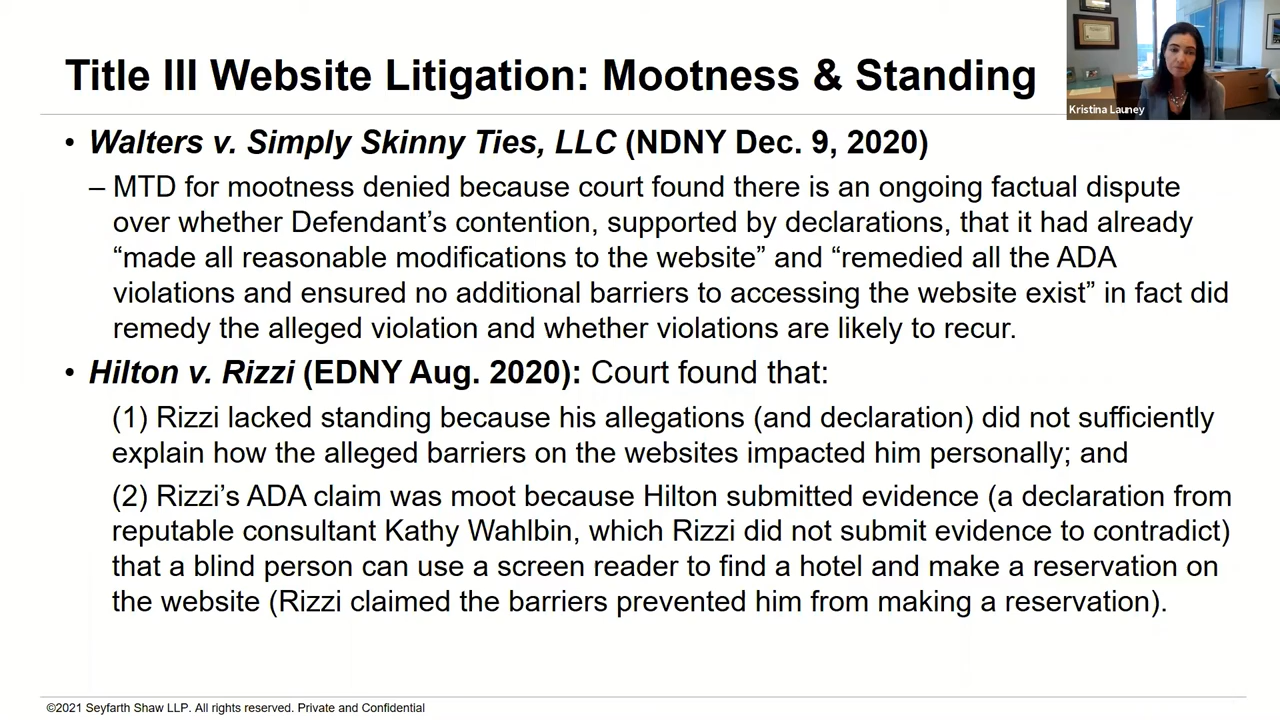 Title III Website Litigation: Mootness & Standing
Kristina Launey
• Walters v. Simply Skinny Ties, LLC (NDNY Dec. 9, 2020)
– MTD for mootness denied because court found there is an ongoing factual dispute
over whether Defendant’s contention, supported by declarations, that it had already
“made all reasonable modifications to the website” and “remedied all the ADA
violations and ensured no additional barriers to accessing the website exist” in fact did
remedy the alleged violation and whether violations are likely to recur.
• Hilton v. Rizzi (EDNY Aug. 2020): Court found that:
(1) Rizzi lacked standing because his allegations (and declaration) did not sufficiently
explain how the alleged barriers on the websites impacted him personally; and
(2) Rizzi’s ADA claim was moot because Hilton submitted evidence (a declaration from
reputable consultant Kathy Wahlbin, which Rizzi did not submit evidence to contradict)
that a blind person can use a screen reader to find a hotel and make a reservation on
the website (Rizzi claimed the barriers prevented him from making a reservation).
©2021 Seyfarth Shaw LLP. All rights reserved. Private and Confidential